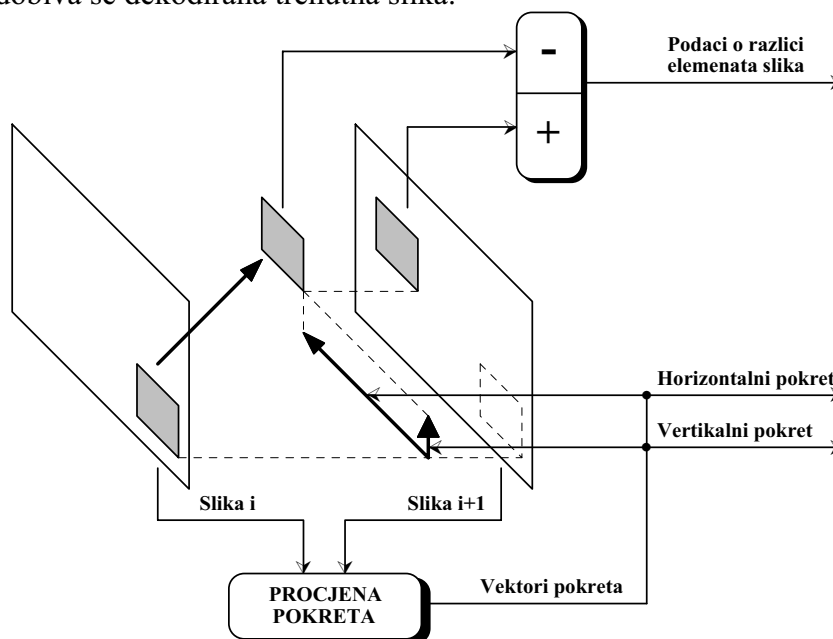 dobiva se dekodirana trenutna slika.
-
Podaci o razlici
elemenata slika
+
Horizontalni pokret
Vertikalni pokret
Slika i
Slika i+1
PROCJENA
POKRETA
Vektori pokreta